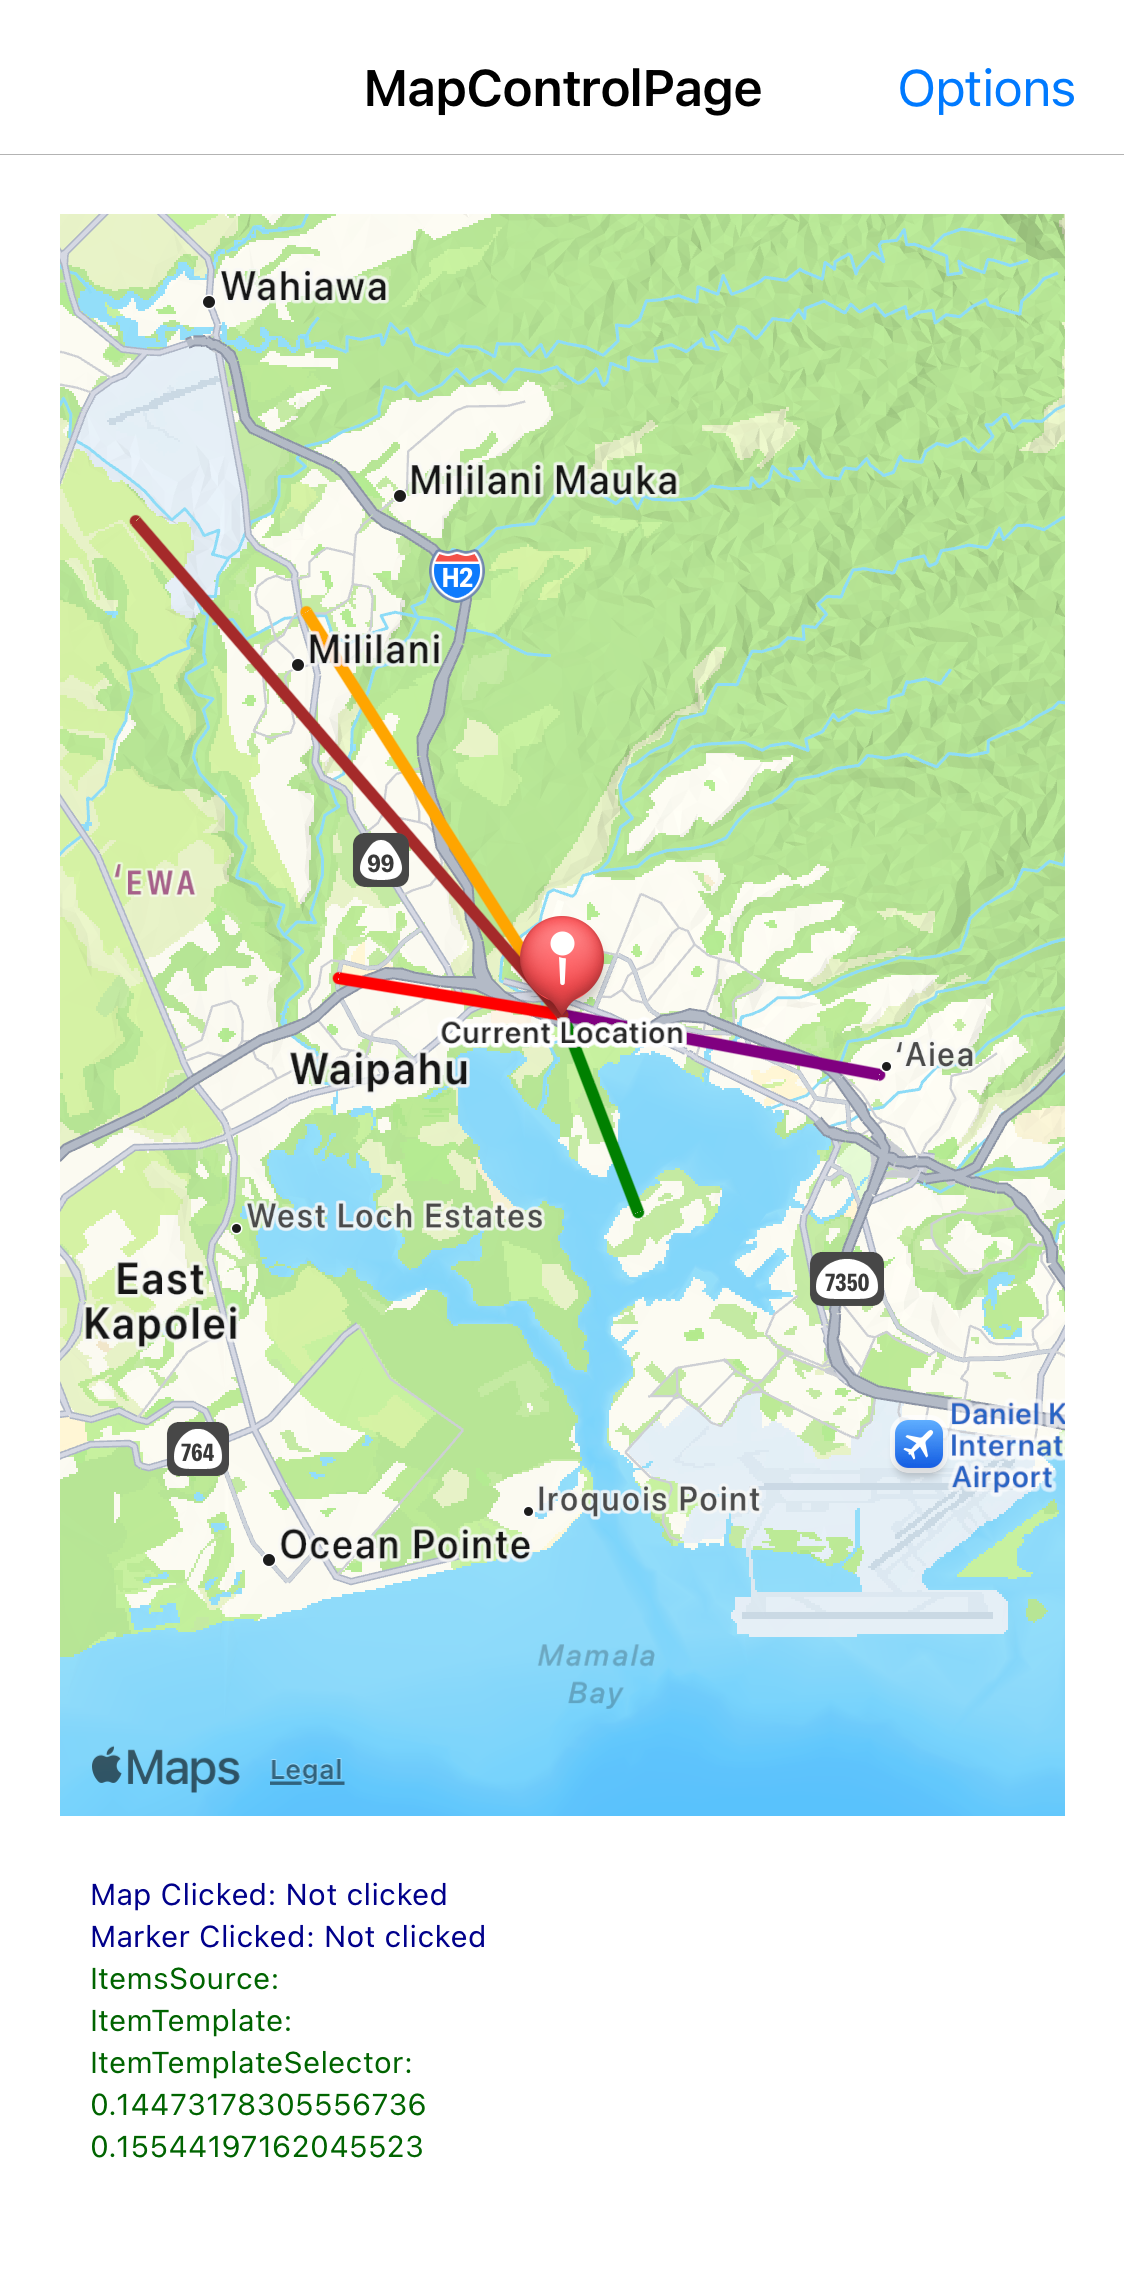 MapControlPage
Options
Wahiawa
Mililani Mauka
H2
Mililani
99
ʻEWA
Current Location
ʻAiea
Waipahu
West Loch Estates
East
Kapolei
7350
Daniel K
Internat
Airport
764
Iroquois Point
Ocean Pointe
Mamala
Bay
Maps
Legal
Map Clicked: Not clicked
Marker Clicked: Not clicked
ItemsSource:
ItemTemplate:
ItemTemplateSelector:
0.14473178305556736
0.15544197162045523